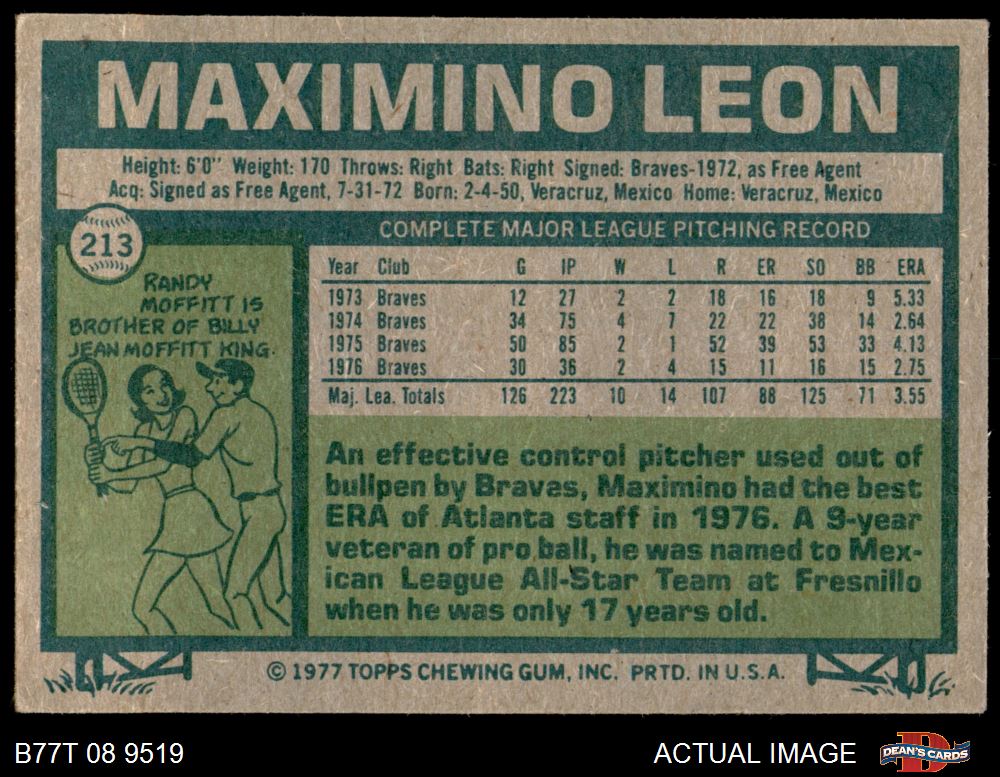 MAXIMINO LEON
Height: 6'0" Weight: 170 Throws: Right Bats: Right Signed: Braves-1972, as Free Agent
Acq: Signed as Free Agent, 7-31-72 Born: 2-4-50, Veracruz, Mexico Home: Veracruz, Mexico
213
RANDY
MOFFITT IS
BROTHER OF BILLY
JEAN MOFFITT KING.
COMPLETE MAJOR LEAGUE PITCHING RECORD
Year Club G IP W L R ER SO BB ERA
1973 Braves 12 27 2 2 18 16 18 9 5.33
1974 Braves 34 75 4 7 22 22 38 14 2.64
1975 Braves 50 85 2 1 52 39 53 33 4.13
1976 Braves 30 36 2 4 15 11 16 15 2.75
Maj. Lea. Totals 126 223 10 14 107 88 125 71 3.55
An effective control pitcher used out of
bullpen by Braves, Maximino had the best
ERA of Atlanta staff in 1976. A 9-year
veteran of pro ball, he was named to Mex-
ican League All-Star Team at Fresnillo
when he was only 17 years old.
© 1977 TOPPS CHEWING GUM, INC. PRTD. IN U.S.A.
B77T 08 9519
ACTUAL IMAGE
D
DEAN'S CARDS